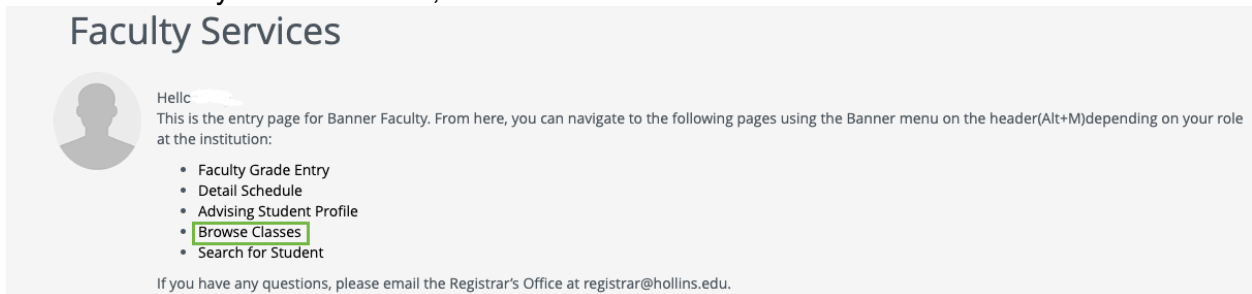 Faculty Services
Hello
This is the entry page for Banner Faculty. From here, you can navigate to the following pages using the Banner menu on the header(Alt+M)depending on your role
at the institution:
Faculty Grade Entry
Detail Schedule
Advising Student Profile
Browse Classes
Search for Student
If you have any questions, please email the Registrar's Office at registrar@hollins.edu.